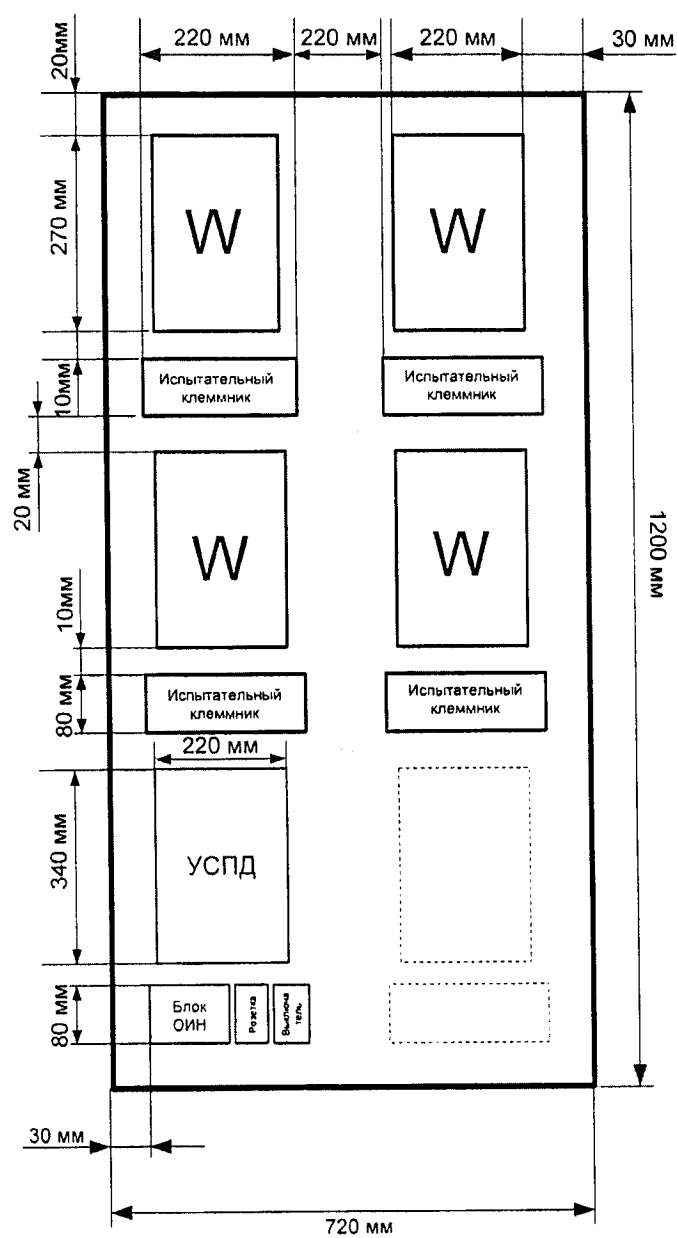 220 мм
220 мм
220 мм
30 мм
20мм
270 мм
W
W
10мм
Испытательный
клеммник
Испытательный
клеммник
20 мм
W
W
1200 мм
10мм
80 мм
Испытательный
клеммник
Испытательный
клеммник
220 мм
340 мм
УСПД
80 мм
Блок
ОИН
Розетка
Выключа
тель
30 мм
720 мм